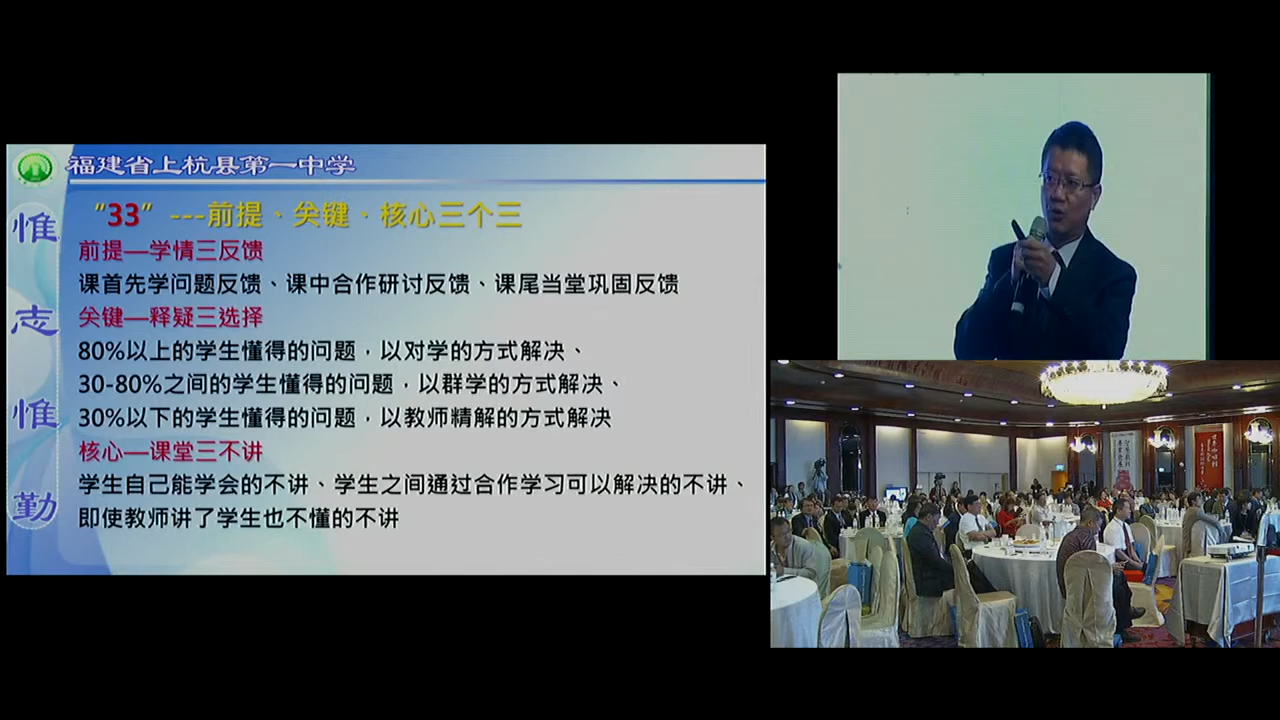 福建省上杭县第一中学
惟
志
惟
勤
“33”---前提、关键、核心三个三
前提—学情三反馈
课首先学问题反馈、课中合作研讨反馈、课尾当堂巩固反馈
关键—释疑三选择
80%以上的学生懂得的问题，以对学的方式解决、
30-80%之间的学生懂得的问题，以群学的方式解决、
30%以下的学生懂得的问题，以教师精解的方式解决
核心—课堂三不讲
学生自己能学会的不讲、学生之间通过合作学习可以解决的不讲、
即使教师讲了学生也不懂的不讲